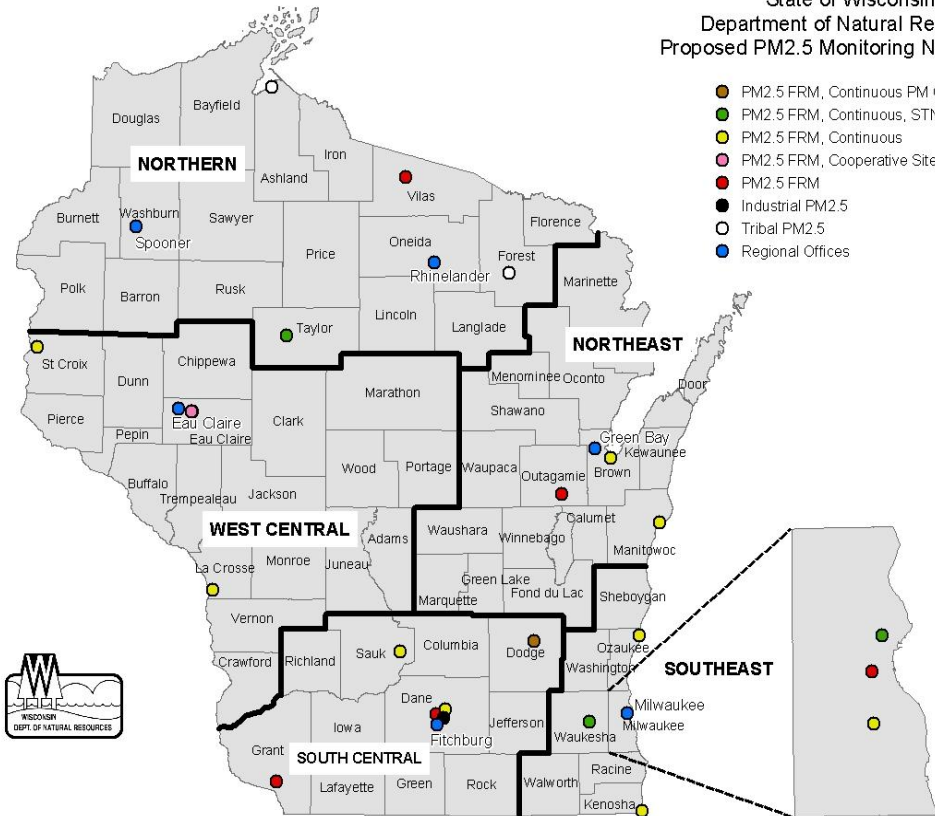 State of Wisconsin
Department of Natural Re
Proposed PM2.5 Monitoring N
PM2.5 FRM, Continuous PM
PM2.5 FRM, Continuous, STN
PM2.5 FRM, Continuous
PM2.5 FRM, Cooperative Site
PM2.5 FRM
Industrial PM2.5
Tribal PM2.5
Regional Offices
Douglas
Bayfield
Iron
NORTHERN
Ashland
Vilas
Burnett
Washburn
Spooner
Sawyer
Florence
Price
Oneida
Rhinelander
Forest
Marinette
Polk
Barron
Rusk
Taylor
Lincoln
Langlade
NORTHEAST
St Croix
Dunn
Chippewa
Marathon
Menominee
Oconto
Door
Pierce
Eau Claire
Eau Claire
Clark
Shawano
Pepin
Green Bay
Kewaunee
Buffalo
Trempealeau
Jackson
Wood
Portage
Waupaca
Outagamie
Brown
WEST CENTRAL
Adams
Waushara
Winnebago
Calumet
Manitowoc
La Crosse
Monroe
Juneau
Green Lake
Marquette
Fond du Lac
Sheboygan
Vernon
Crawford
Richland
Sauk
Columbia
Dodge
Ozaukee
Washington
SOUTHEAST
WISCONSIN
DEPT. OF NATURAL RESOURCES
Dane
Milwaukee
Milwaukee
Iowa
Fitchburg
Jefferson
Waukesha
Grant
SOUTH CENTRAL
Lafayette
Green
Rock
Walworth
Racine
Kenosha